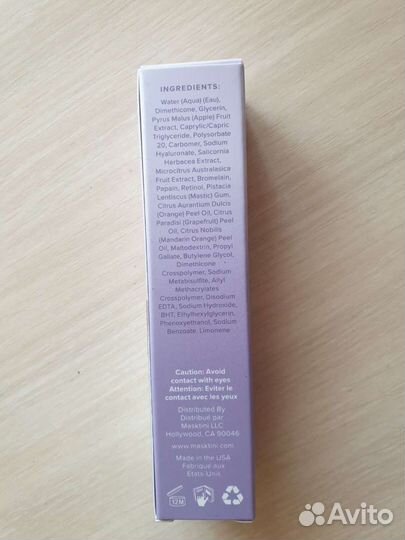 INGREDIENTS:
Water (Aqua) (Eau),
Dimethicone, Glycerin,
Pyrus Malus (Apple) Fruit
Extract, Caprylic/Capric
Triglyceride, Polysorbate
20, Carbomer, Sodium
Hyaluronate, Salicornia
Herbacea Extract,
Microcitrus Australasica
Fruit Extract, Bromelain,
Papain, Retinol, Pistacia
Lentiscus (Mastic) Gum,
Citrus Aurantium Dulcis
(Orange) Peel Oil, Citrus
Paradisi (Grapefruit) Peel
Oil, Citrus Nobilis
(Mandarin Orange) Peel
Oil, Maltodextrin, Propyl
Gallate, Butylene Glycol,
Dimethicone
Crosspolymer, Sodium
Metabisulfite, Allyl
Methacrylates
Crosspolymer, Disodium
EDTA, Sodium Hydroxide,
BHT, Ethylhexylglycerin,
Phenoxyethanol, Sodium
Benzoate, Limonene
Caution: Avoid
contact with eyes
Attention: Éviter le
contact avec les yeux
Distributed By
Distribué par
Masktini LLC
Hollywood, CA 90046
www.masktini.com
Made in the USA
Fabriqué aux
États-Unis
12M
Avito